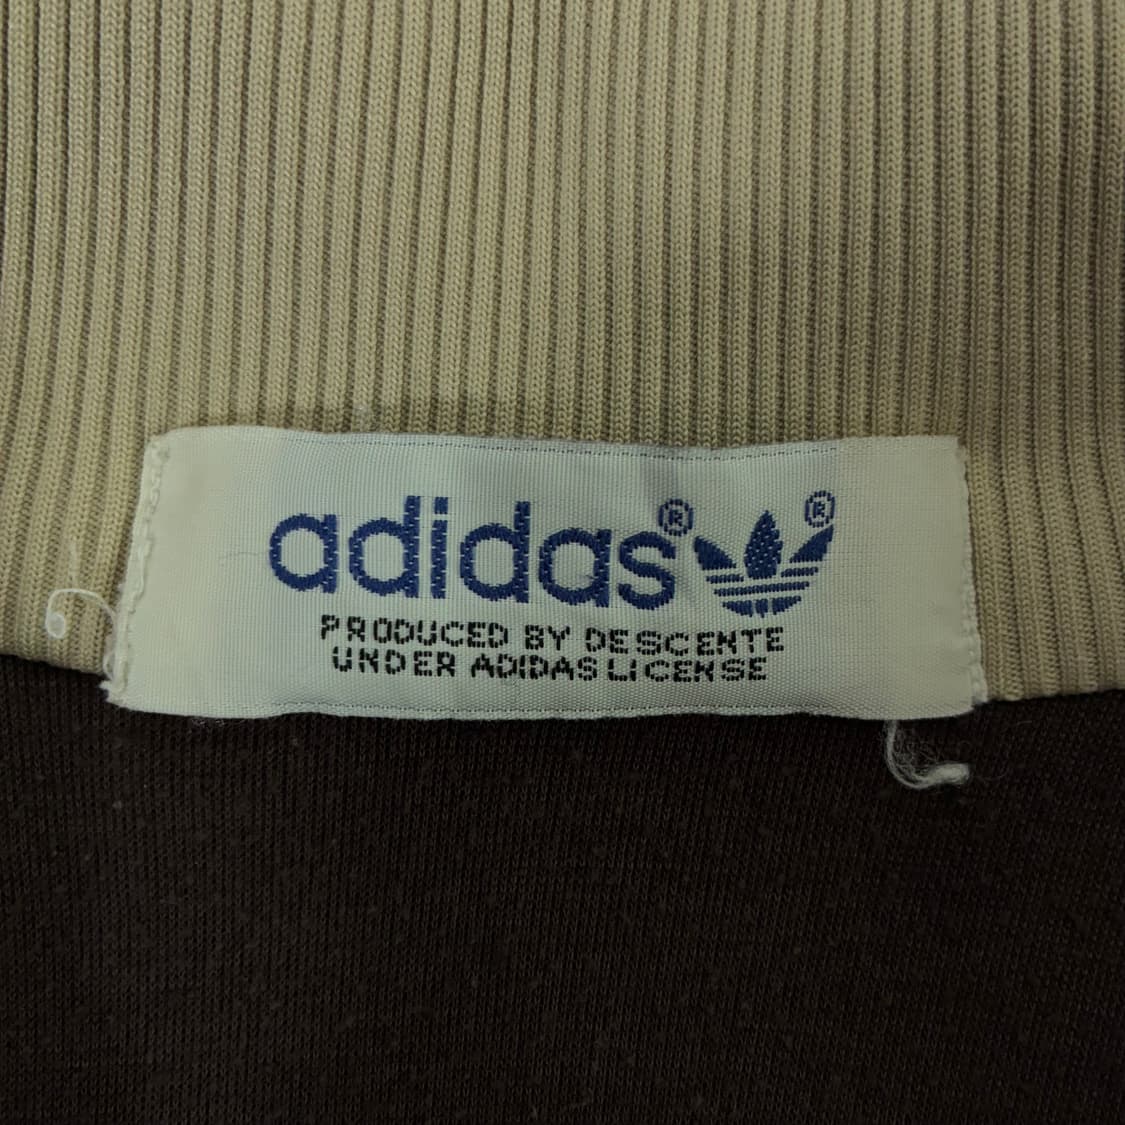 adidas® ®
PRODUCED BY DESCENTE
UNDER ADIDAS LICENSE